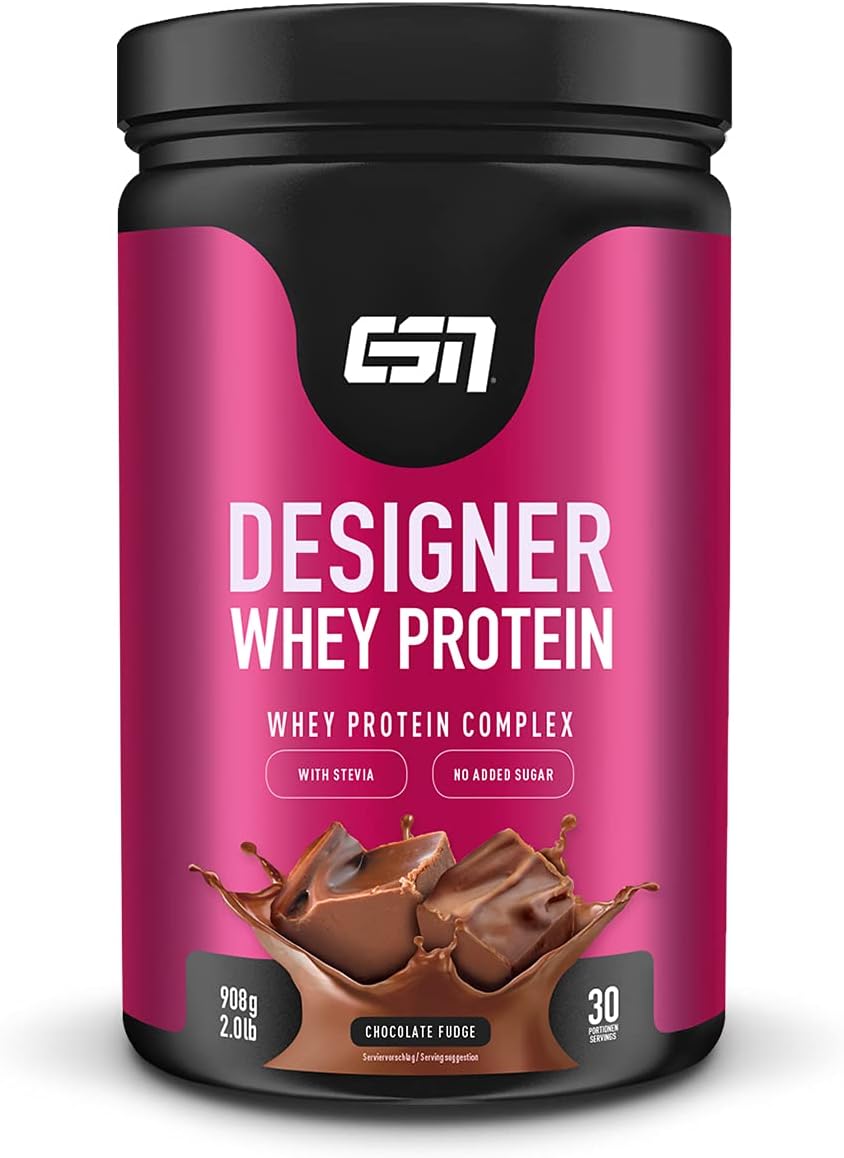 ESN
DESIGNER
WHEY PROTEIN
WHEY PROTEIN COMPLEX
WITH STEVIA
NO ADDED SUGAR
908g
2.0lb
CHOCOLATE FUDGE
Serviervorschlag / Serving suggestion
30
PORTIONEN
SERVINGS